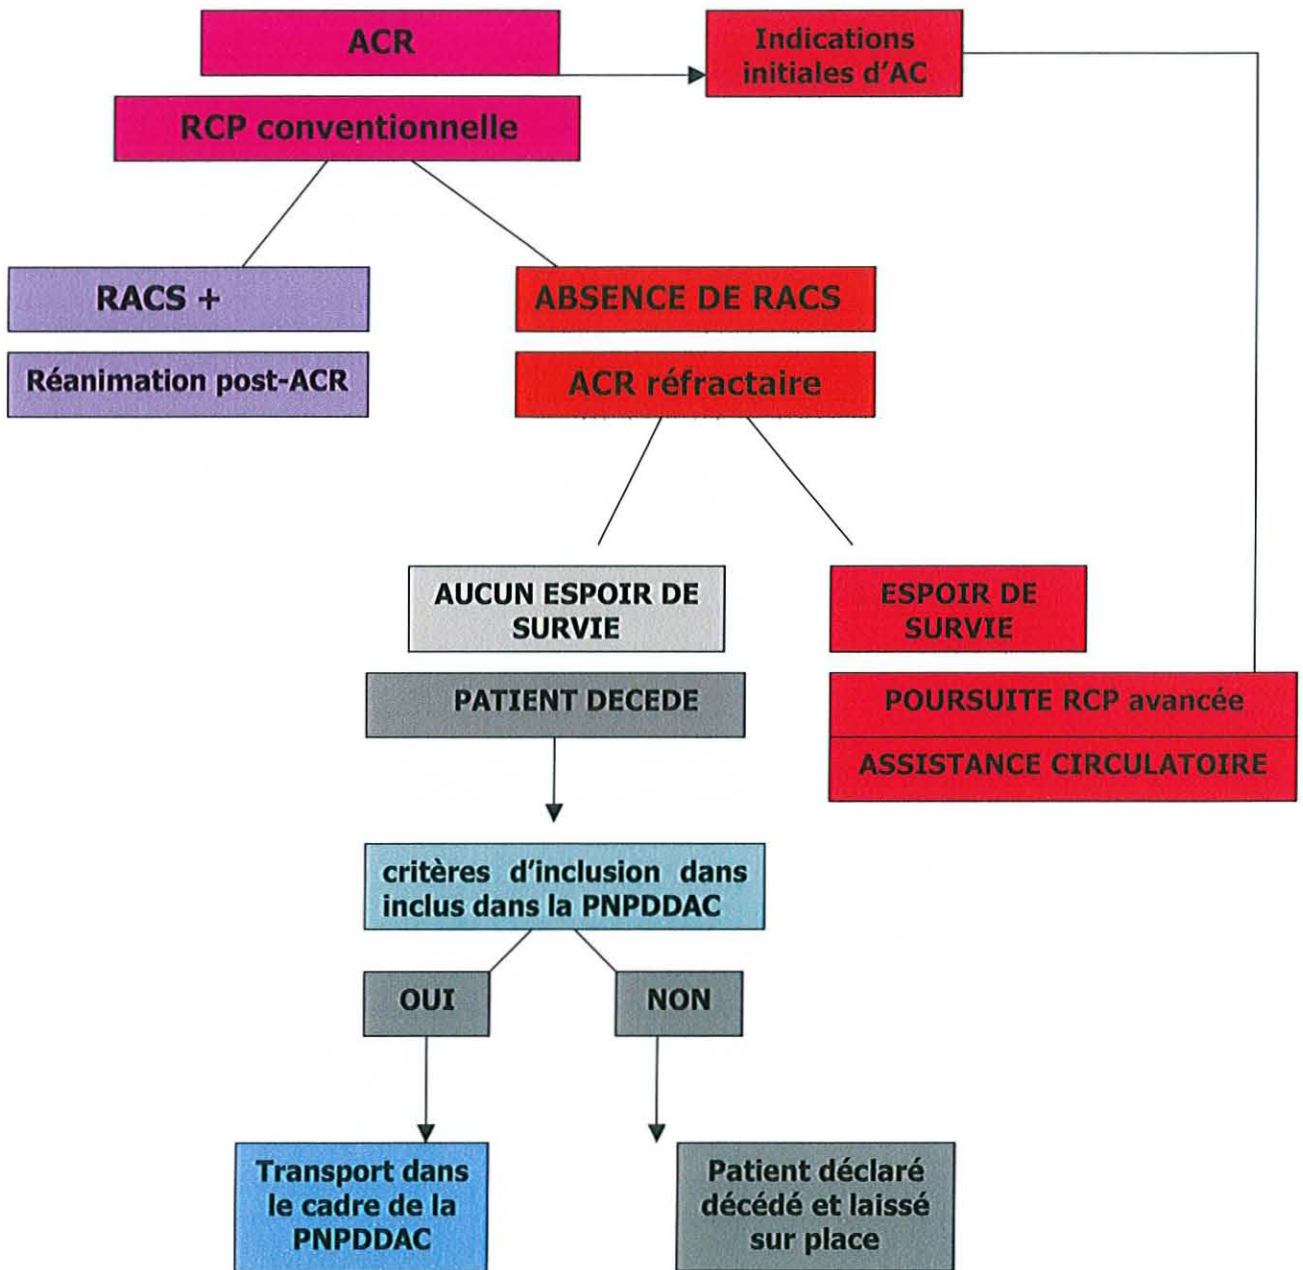 ACR
Indications
initiales d'AC
RCP conventionnelle
RACS +
ABSENCE DE RACS
Réanimation post-ACR
ACR réfractaire
AUCUN ESPOIR DE
SURVIE
ESPOIR DE
SURVIE
PATIENT DECEDE
POURSUITE RCP avancée
ASSISTANCE CIRCULATOIRE
critères d'inclusion dans
inclus dans la PNPDDAC
OUI
NON
Transport dans
le cadre de la
PNPDDAC
Patient déclaré
décédé et laissé
sur place